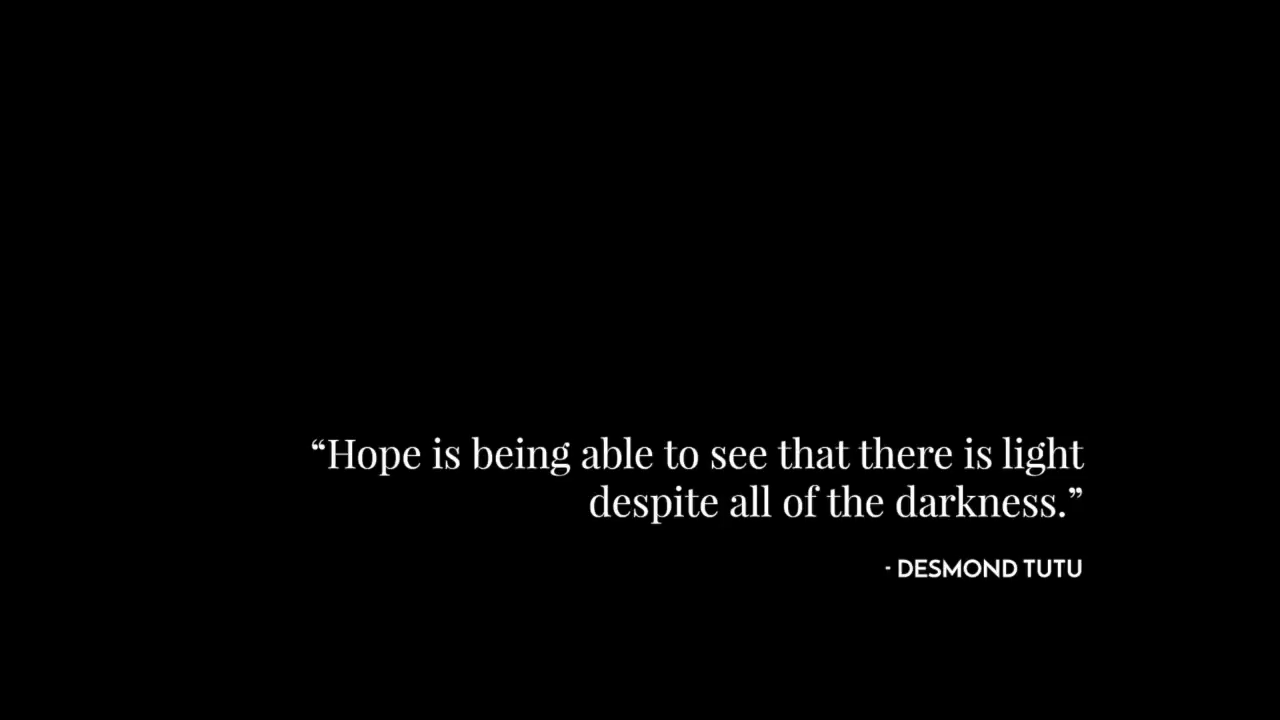 “Hope is being able to see that there is light
despite all of the darkness.”
- DESMOND TUTU